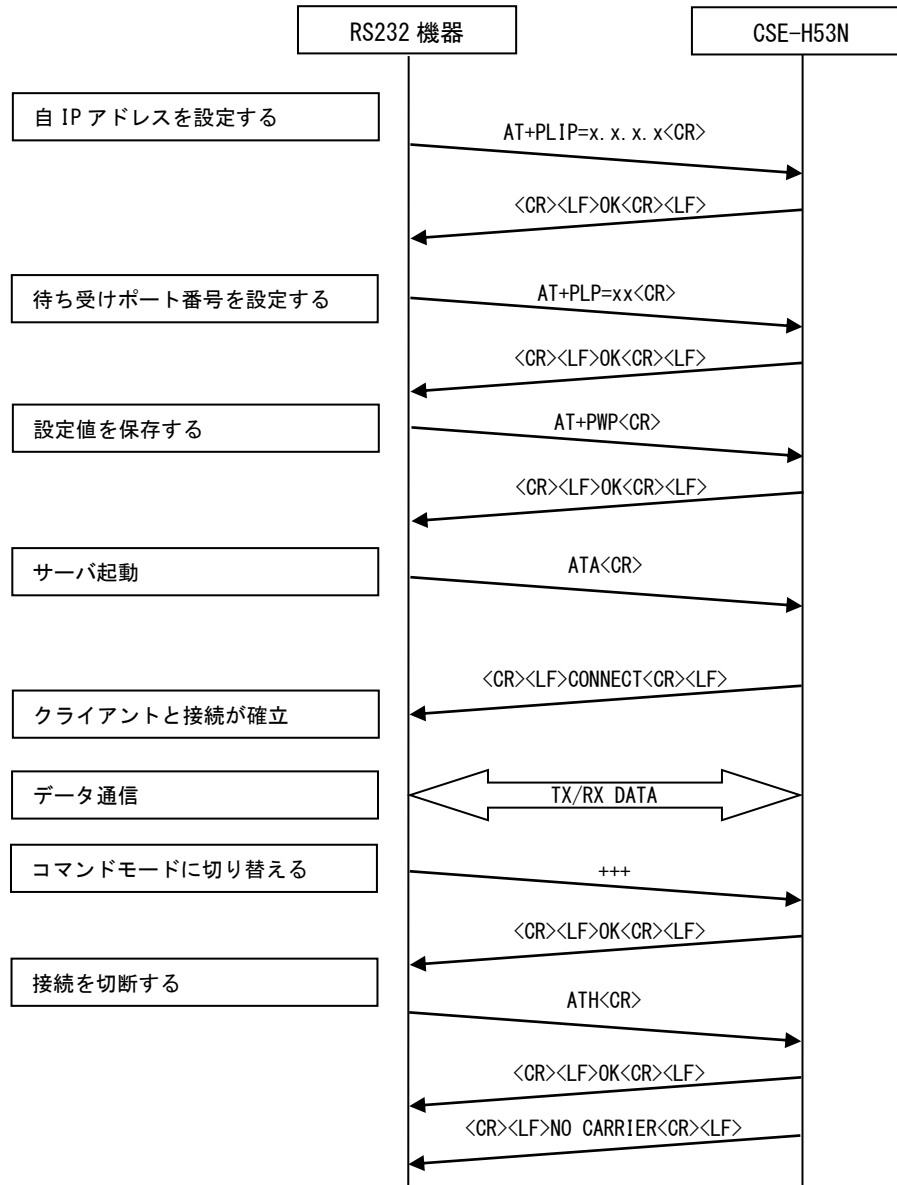 RS232 機器
CSE-H53N
自 IP アドレスを設定する
AT+PLIP=x.x.x.x<CR>
<CR><LF>OK<CR><LF>
待ち受けポート番号を設定する
AT+PLP=xx<CR>
<CR><LF>OK<CR><LF>
設定値を保存する
AT+PWP<CR>
<CR><LF>OK<CR><LF>
サーバ起動
ATA<CR>
<CR><LF>CONNECT<CR><LF>
クライアントと接続が確立
データ通信
TX/RX DATA
コマンドモードに切り替える
+++
<CR><LF>OK<CR><LF>
接続を切断する
ATH<CR>
<CR><LF>OK<CR><LF>
<CR><LF>NO CARRIER<CR><LF>